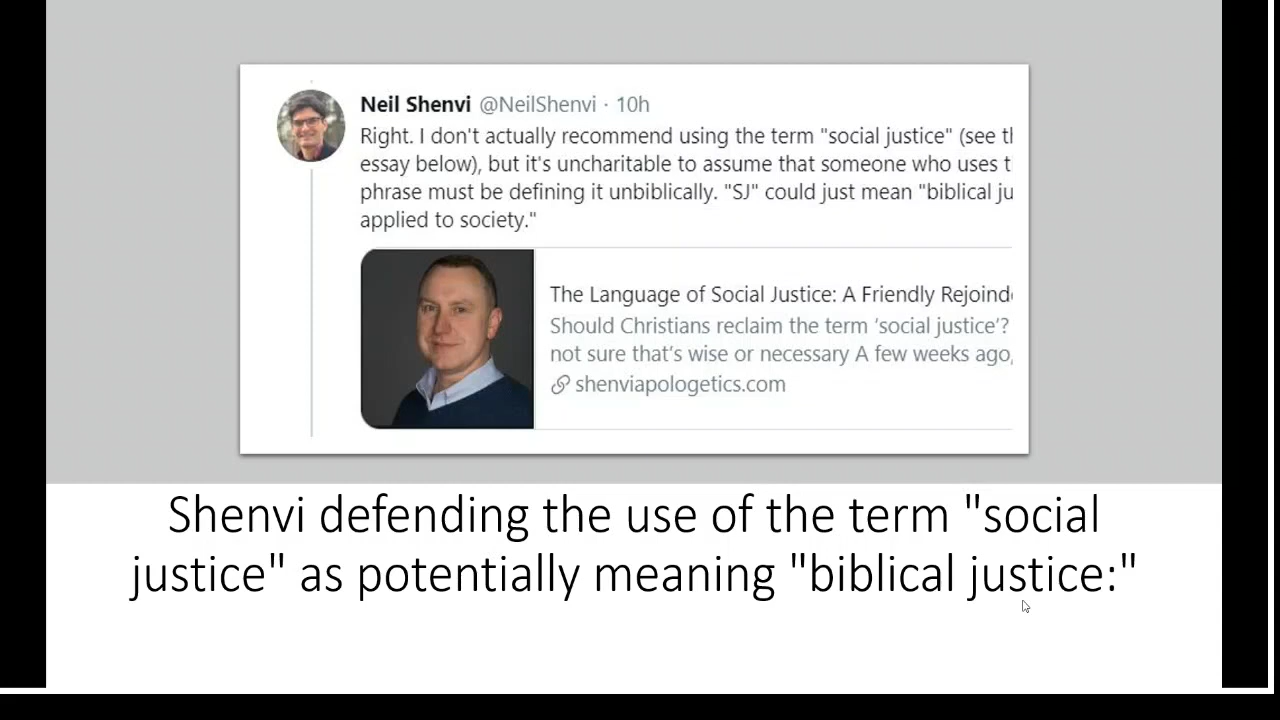 Neil Shenvi @NeilShenvi · 10h
Right. I don't actually recommend using the term "social justice" (see
essay below), but it's uncharitable to assume that someone who uses
phrase must be defining it unbiblically. "SJ" could just mean "biblical
applied to society."
The Language of Social Justice: A Friendly
Should Christians reclaim the term ‘social justice’?
not sure that’s wise or necessary A few weeks ago,
shenviapologetics.com
Shenvi defending the use of the term "social
justice" as potentially meaning "biblical justice:"